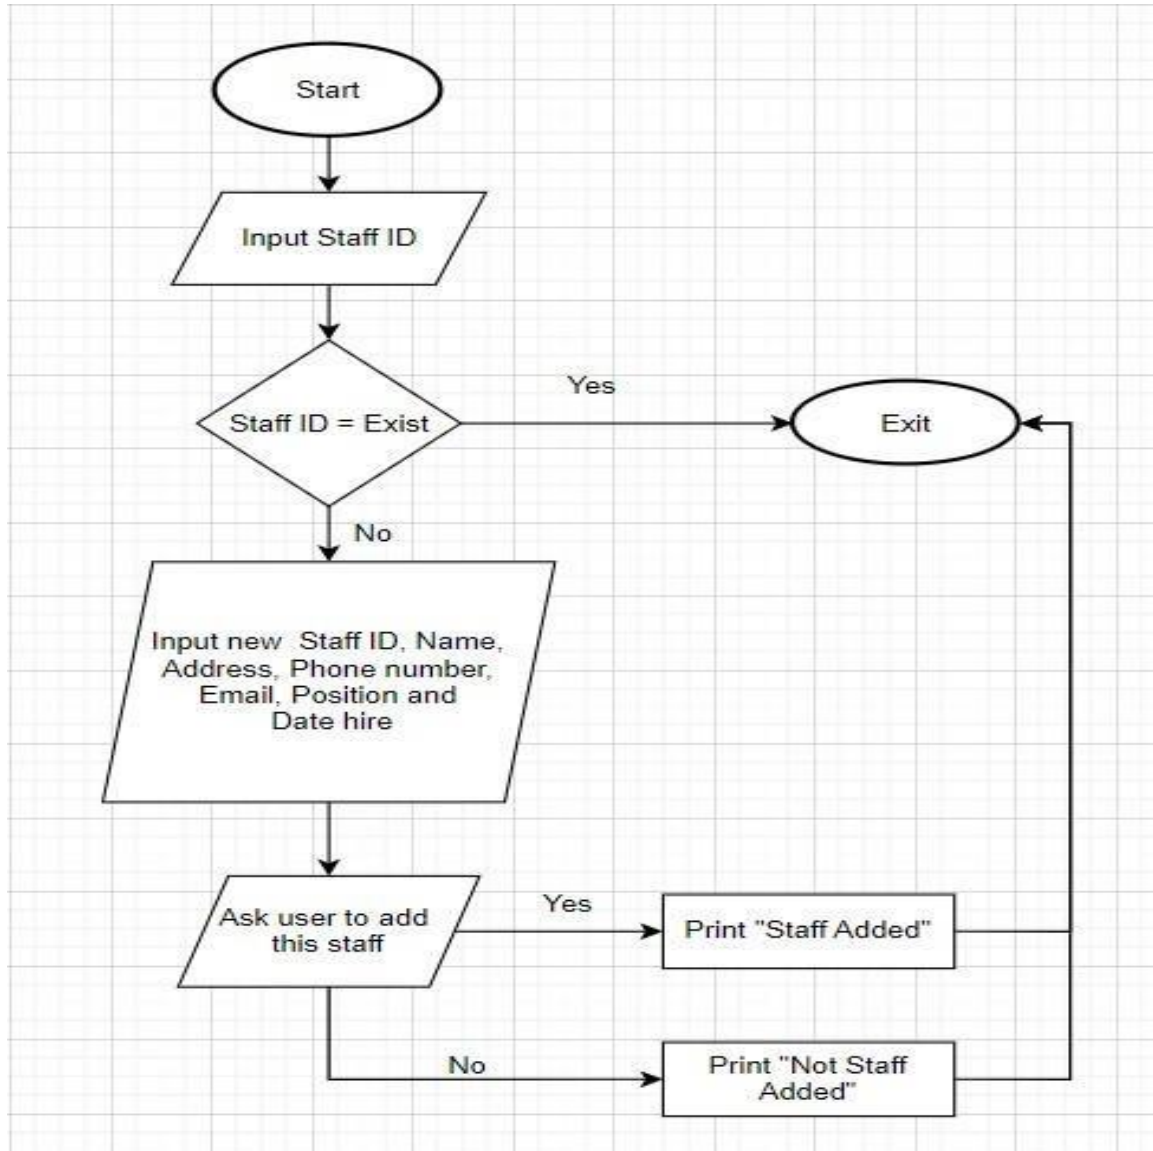 Start
Input Staff ID
Staff ID = Exist
Yes
Exit
No
Input new Staff ID, Name,
Address, Phone number,
Email, Position and
Date hire
Ask user to add
this staff
Yes
Print "Staff Added"
No
Print "Not Staff
Added"